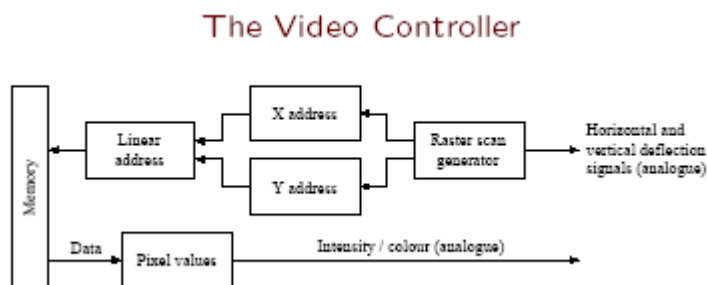 The Video Controller
X address
Linear
address
Raster scan
generator
Horizontal and
vertical deflection
signals (analogue)
Y address
Memory
Data
Pixel values
Intensity / colour (analogue)